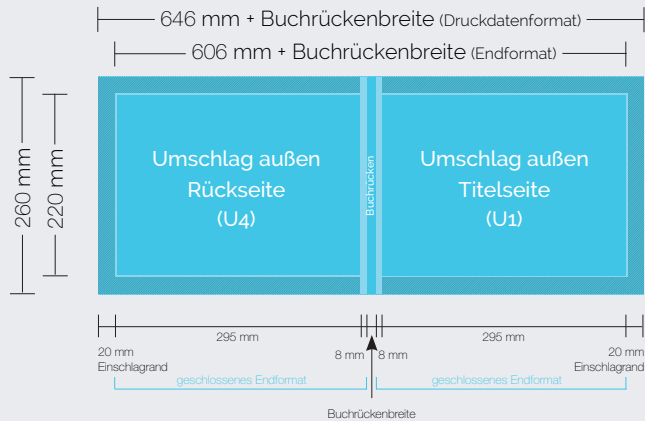 646 mm + Buchrückenbreite (Druckdatenformat)
606 mm + Buchrückenbreite (Endformat)
260 mm
220 mm
Umschlag außen
Rückseite
(U4)
Buchrücken
Umschlag außen
Titelseite
(U1)
295 mm
295 mm
20 mm
Einschlagrand
8 mm
8 mm
20 mm
Einschlagrand
geschlossenes Endformat
geschlossenes Endformat
Buchrückenbreite